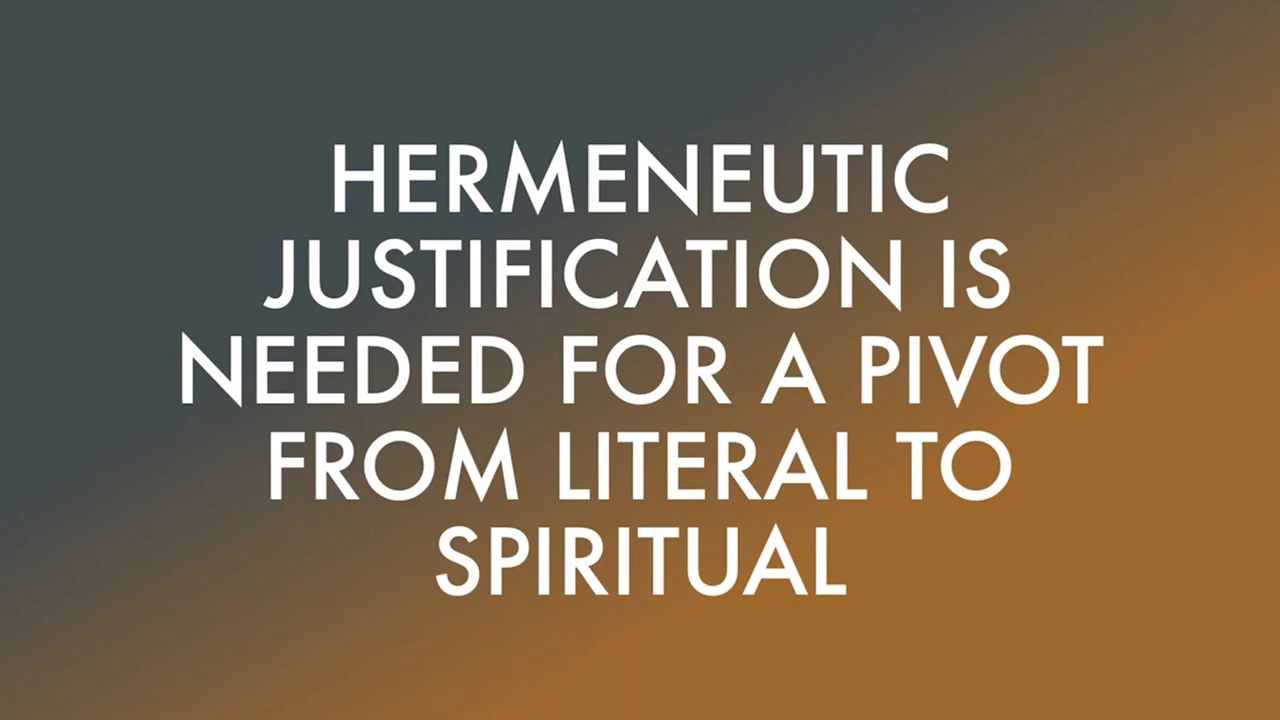 HERMENEUTIC
JUSTIFICATION IS
NEEDED FOR A PIVOT
FROM LITERAL TO
SPIRITUAL